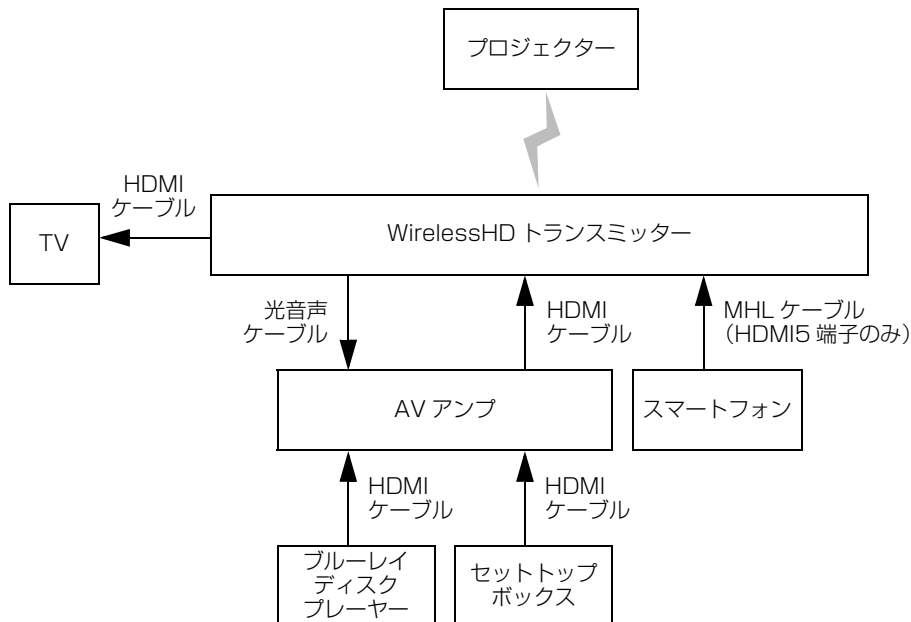 プロジェクター
HDMI
ケーブル
TV
WirelessHD トランスミッター
光音声
ケーブル
HDMI
ケーブル
MHL ケーブル
（HDMI5 端子のみ）
AV アンプ
スマートフォン
HDMI
ケーブル
HDMI
ケーブル
ブルーレイ
ディスク
プレーヤー
セットトップ
ボックス